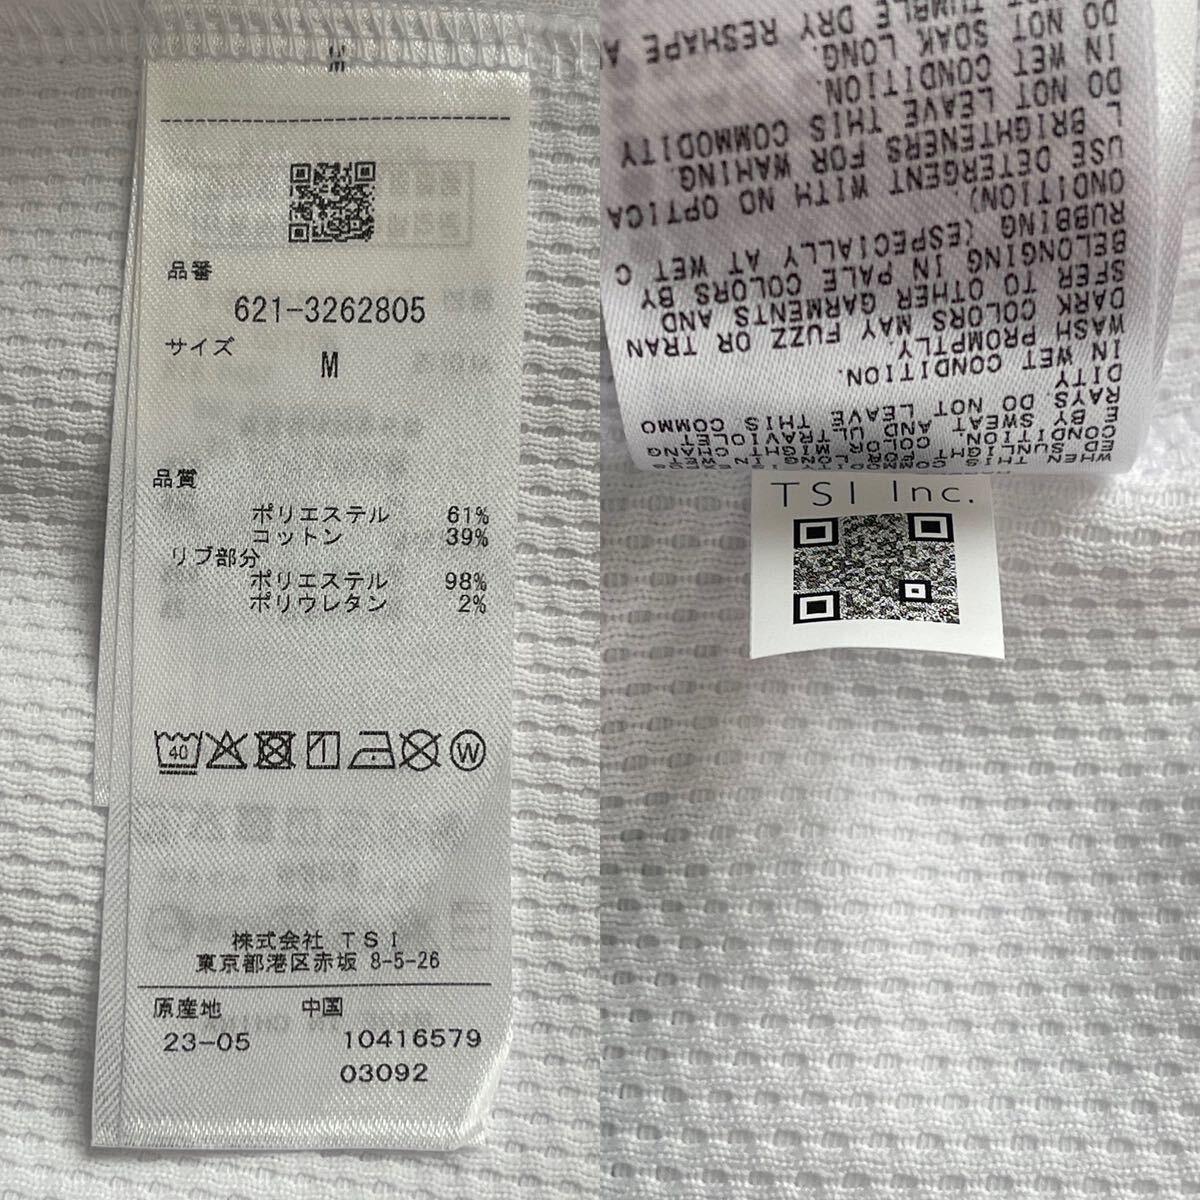 M
品番
621-3262805
サイズ
M
品質
ポリエステル 61%
コットン 39%
リブ部分
ポリエステル 98%
ポリウレタン 2%
40
W
株式会社 TSI
東京都港区赤坂 8-5-26
原産地 中国
23-05 10416579
03092
RAYS. DO NOT LEAVE THIS COMMO
DITY
IN WET CONDITION.
WASH PROMPTLY.
DARK COLORS MAY FUZZ OR TRAN
SFER TO OTHER GARMENTS AND
BELONGING IN PALE COLORS BY
RUBBING (ESPECIALLY AT WET C
ONDITION)
USE DETERGENT WITH NO OPTICA
L BRIGHTENERS FOR WAHING.
DO NOT LEAVE THIS COMMODITY
IN WET CONDITION.
DO NOT SOAK LONG.
TUMBLE DRY RESHAPE A
TSI Inc.